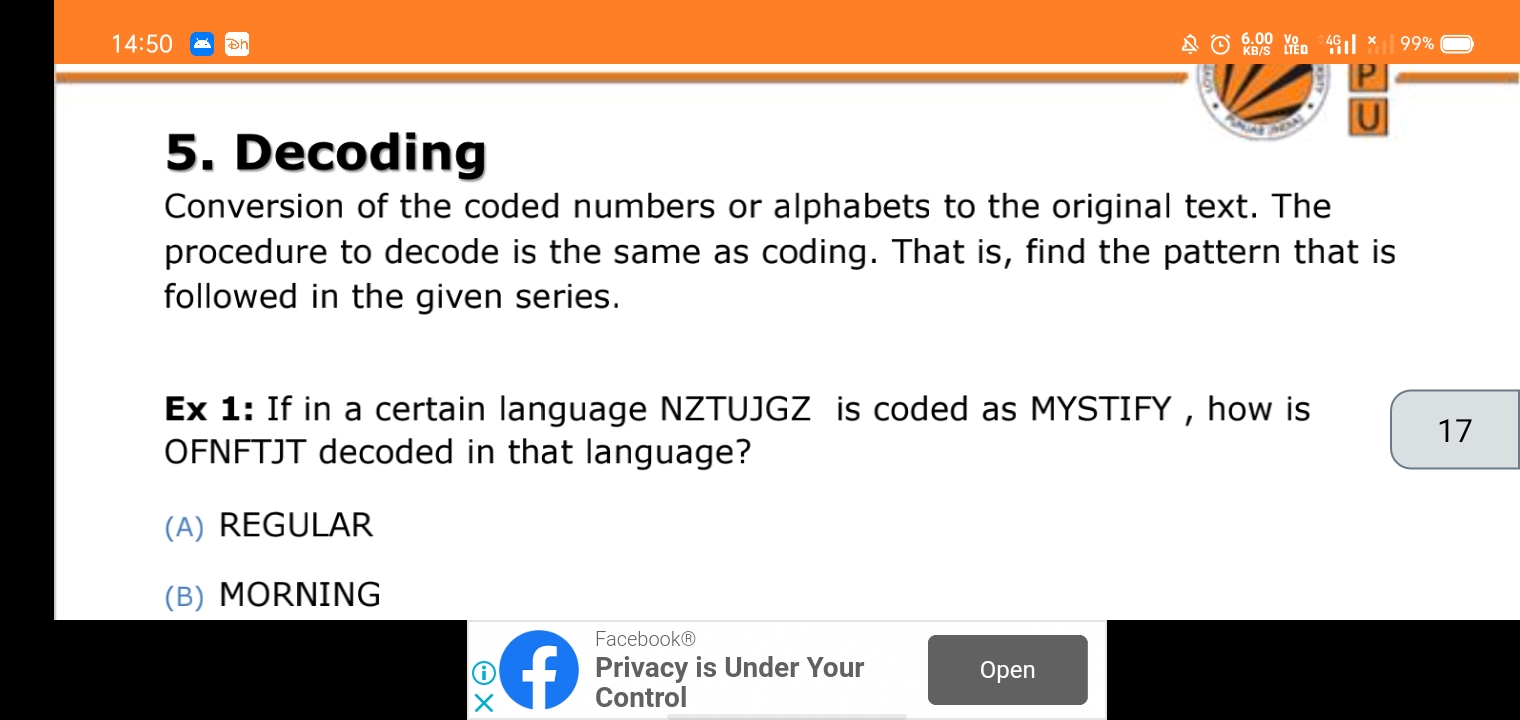 14:50 Dh 6.00 KB/S Vo LTE 4G 99%
P
U
PUNJAB (INDIA)
5. Decoding
Conversion of the coded numbers or alphabets to the original text. The
procedure to decode is the same as coding. That is, find the pattern that is
followed in the given series.
Ex 1: If in a certain language NZTUJGZ is coded as MYSTIFY , how is
OFNFTJT decoded in that language?
17
(A) REGULAR
(B) MORNING
Facebook®
Privacy is Under Your
Control
Open